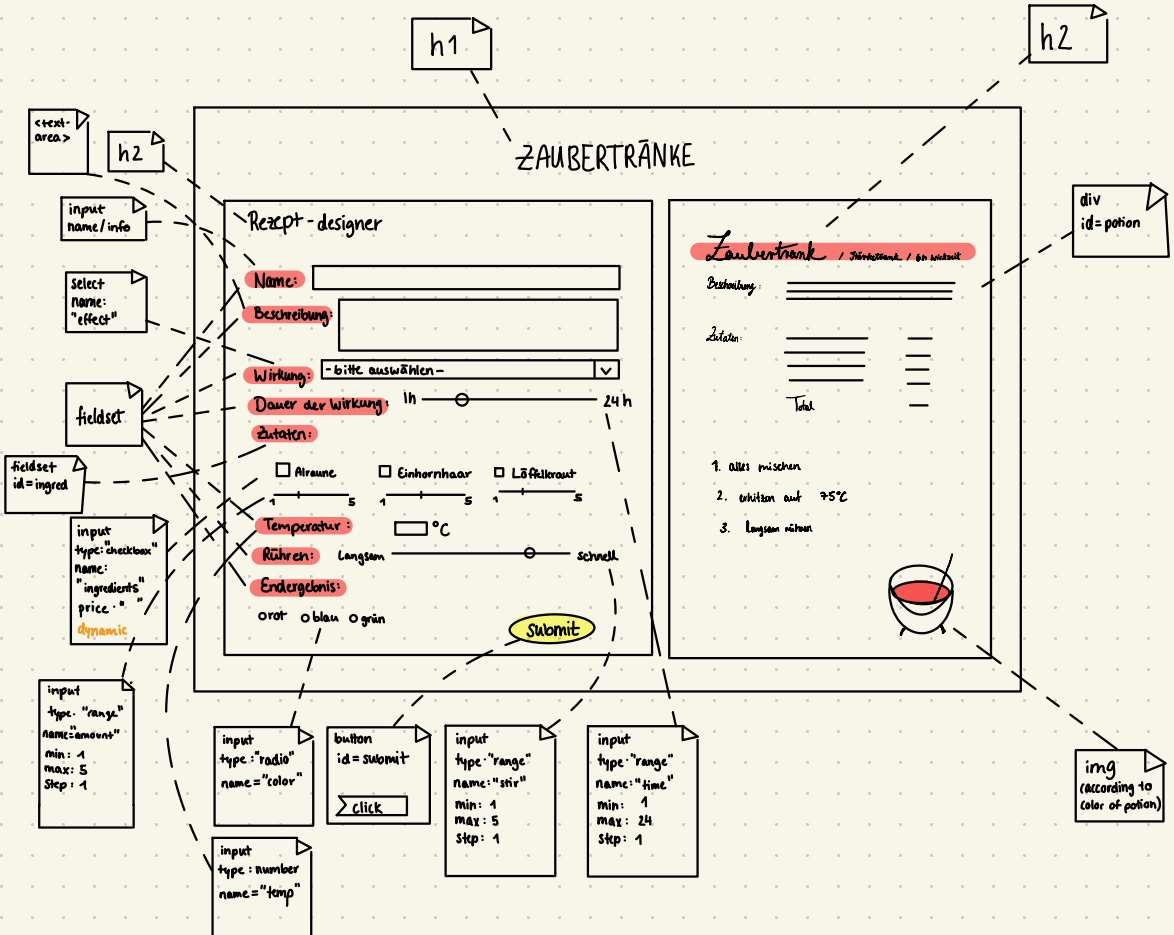 h1
h2
<text-
area>
h2
ZAUBERTRÄNKE
input
name/info
div
id=potion
Rezept-designer
Zaubertrank / Stärketrank / 6h Wirkzeit
Name:
Beschreibung:
select
name:
"effect"
Beschreibung:
Zutaten:
Wirkung:
-bitte auswählen-
fieldset
Dauer der Wirkung:
1h
24h
Total
Zutaten:
fieldset
id=ingred
Alraune
Einhornhaar
Löffelkraut
1 5
1 5
1 5
1. alles mischen
2. erhitzen auf 75°C
3. langsam rühren
input
type:"checkbox"
name:
"ingredients"
price."  "
dynamic
Temperatur:
°C
Rühren:
Langsam
schnell
Endergebnis:
rot
blau
grün
submit
input
type."range"
name="amount"
min: 1
max: 5
Step: 1
input
type:"radio"
name="color"
button
id=submit
click
input
type."range"
name:"stir"
min: 1
max: 5
Step: 1
input
type."range"
name:"time"
min: 1
max: 24
Step: 1
img
(according to
color of potion)
input
type: number
name="temp"